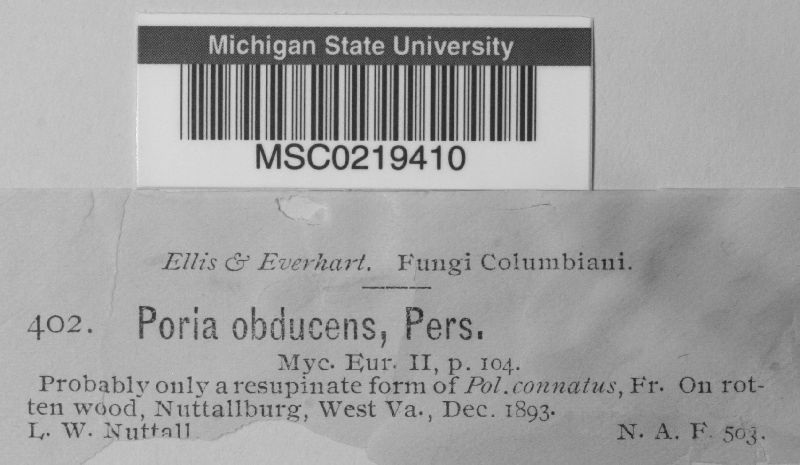 Michigan State University
MSC0219410
Ellis & Everhart. Fungi Columbiani.
402. Poria obducens, Pers.
Myc. Eur. II, p. 104.
Probably only a resupinate form of Pol. connatus, Fr. On rot-
ten wood, Nuttallburg, West Va., Dec. 1893.
L. W. Nuttall
N. A. F. 503.